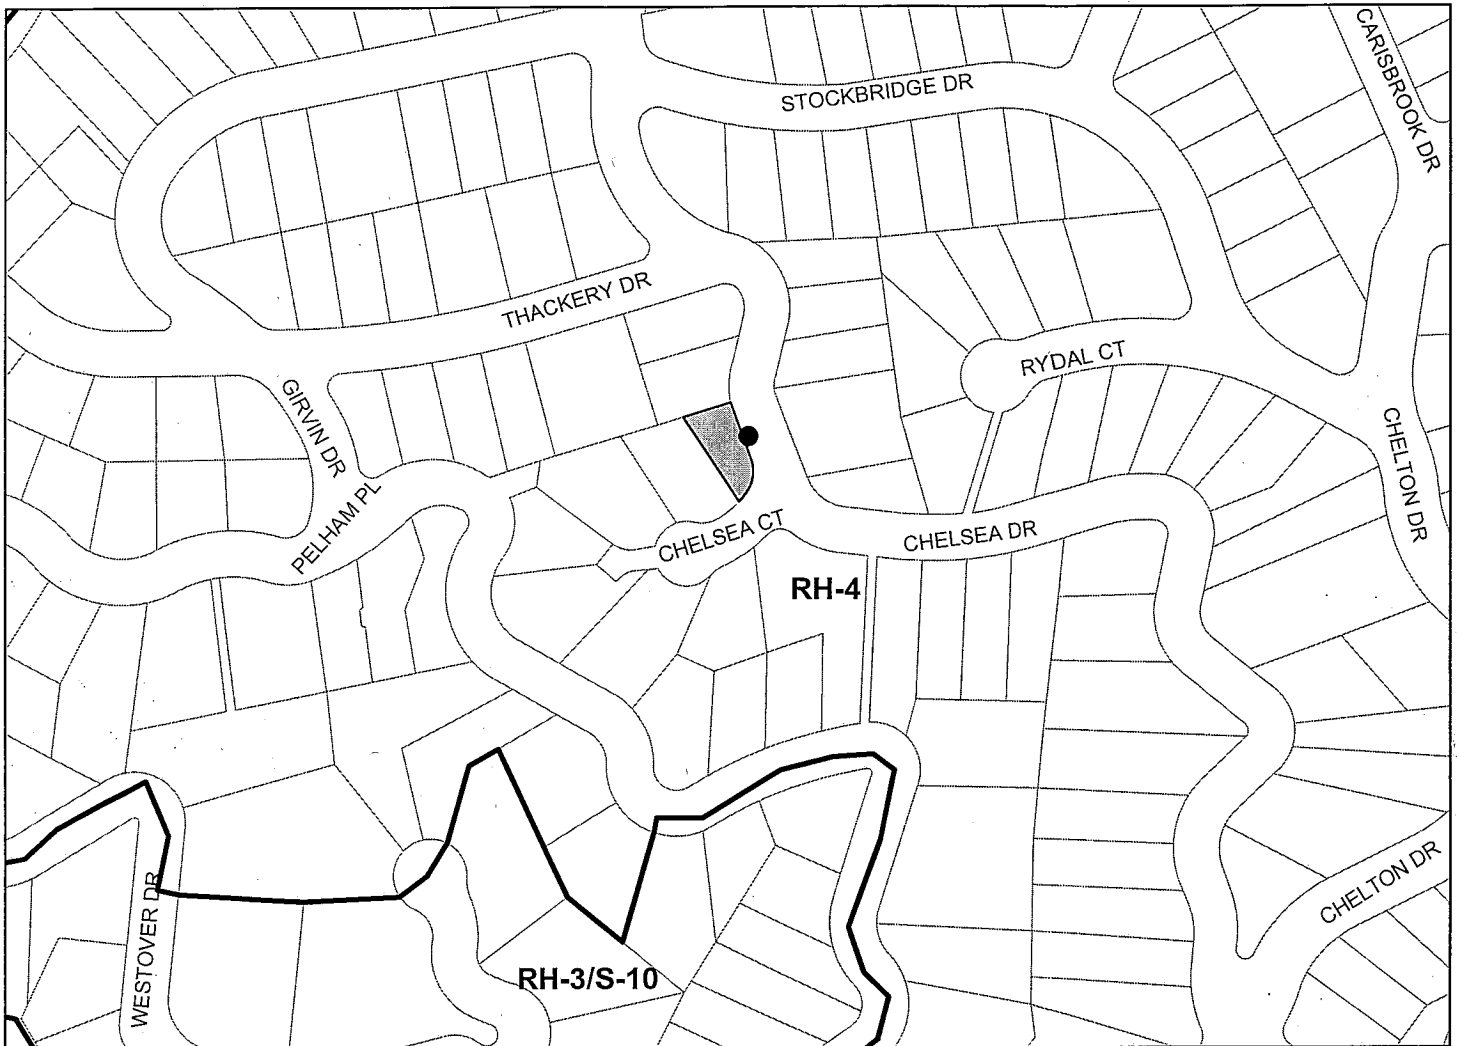 CARISBROOK DR
STOCKBRIDGE DR
THACKERY DR
RYDAL CT
GIRVIN DR
CHELTON DR
PELHAM PL
CHELSEA CT
CHELSEA DR
RH-4
CHELTON DR
WESTOVER DR
RH-3/S-10